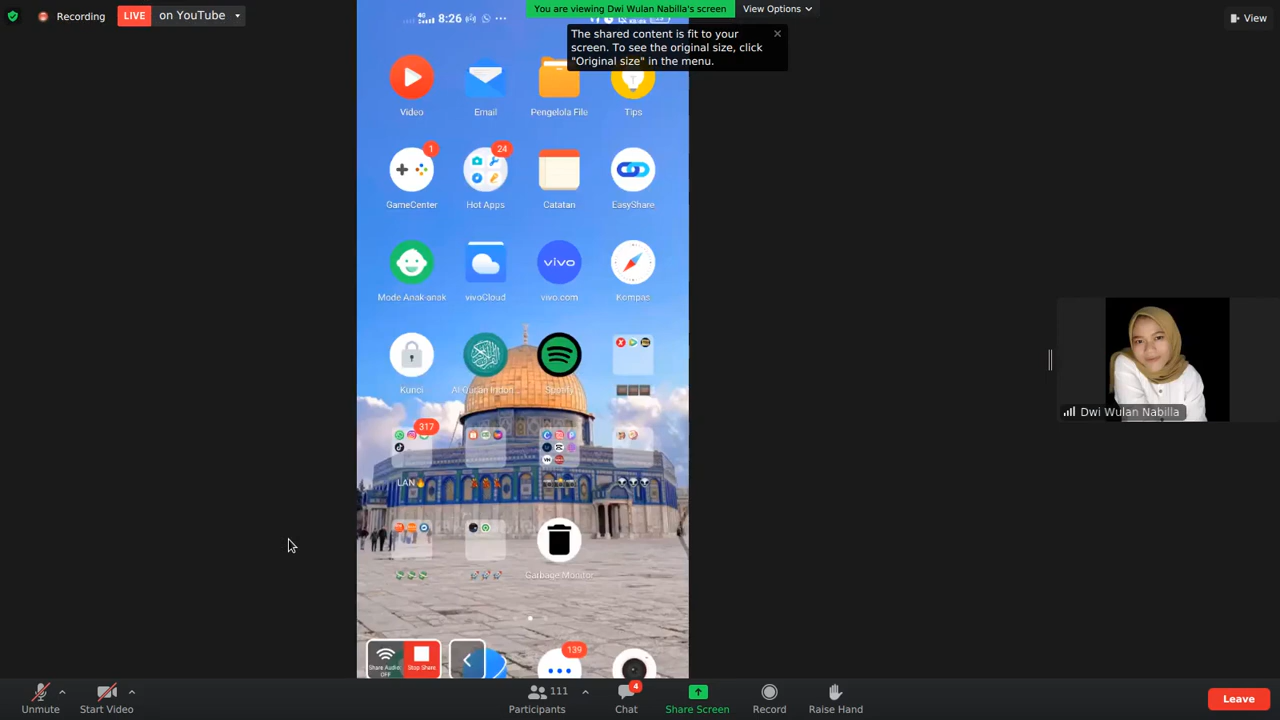 Recording
LIVE on YouTube
You are viewing Dwi Wulan Nabilla's screen
View Options
View
4G 8:26
The shared content is fit to your
screen. To see the original size, click
"Original size" in the menu.
Video
Email
Pengelola File
Tips
1
24
GameCenter
Hot Apps
Catatan
EasyShare
vivo
Mode Anak-anak
vivoCloud
vivo.com
Kompas
Kunci
Al Quran Indon...
Spotify
317
LAN
Garbage Monitor
Share Audio
OFF
Stop Share
139
Dwi Wulan Nabilla
Unmute
Start Video
111
Participants
4
Chat
Share Screen
Record
Raise Hand
Leave